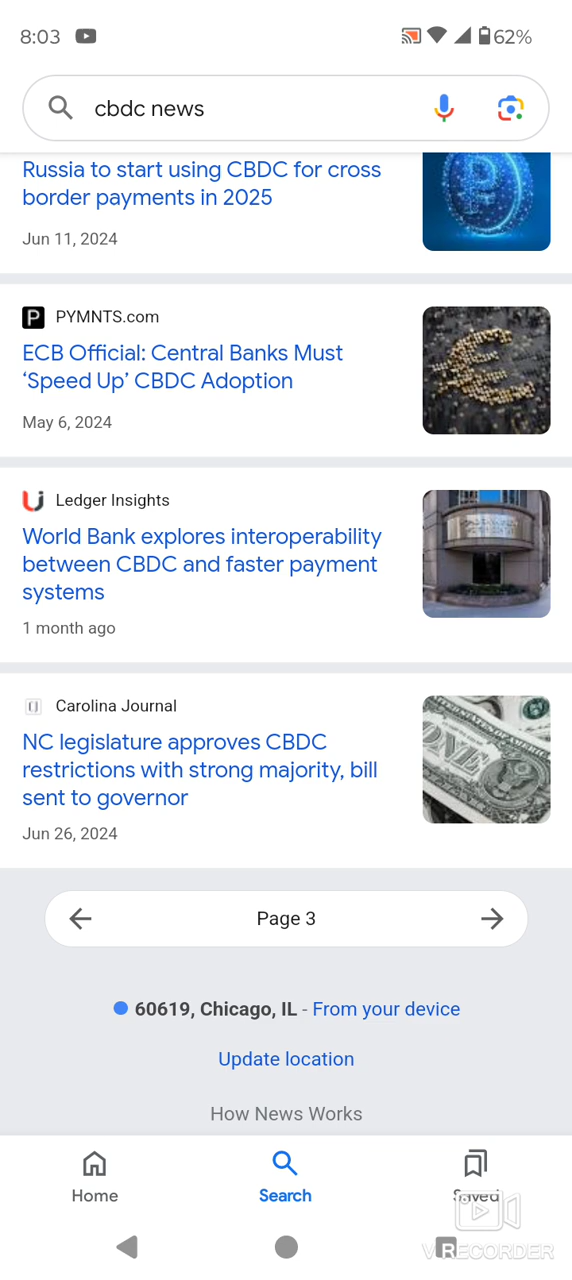 8:03
62%
cbdc news
Russia to start using CBDC for cross
border payments in 2025
Jun 11, 2024
P PYMNTS.com
ECB Official: Central Banks Must
‘Speed Up’ CBDC Adoption
May 6, 2024
Ledger Insights
World Bank explores interoperability
between CBDC and faster payment
systems
1 month ago
Carolina Journal
NC legislature approves CBDC
restrictions with strong majority, bill
sent to governor
ONE
Jun 26, 2024
Page 3
60619, Chicago, IL - From your device
Update location
How News Works
Home
Search
Saved
VRECORDER